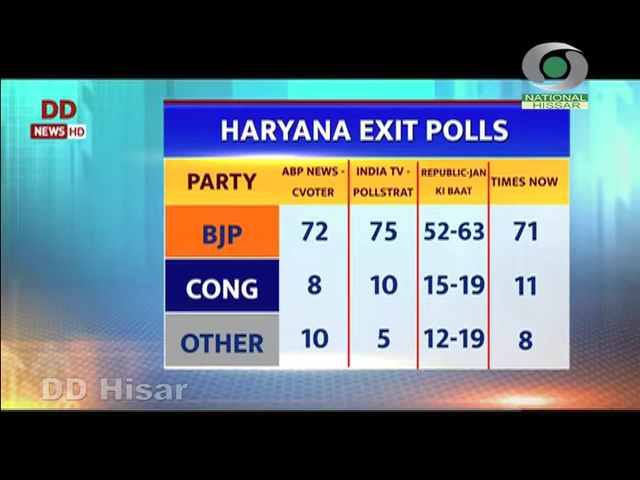 DD
NEWS HD
NATIONAL
HISSAR
HARYANA EXIT POLLS
PARTY ABP NEWS - CVOTER INDIA TV - POLLSTRAT REPUBLIC-JAN KI BAAT TIMES NOW
BJP 72 75 52-63 71
CONG 8 10 15-19 11
OTHER 10 5 12-19 8
DD Hisar